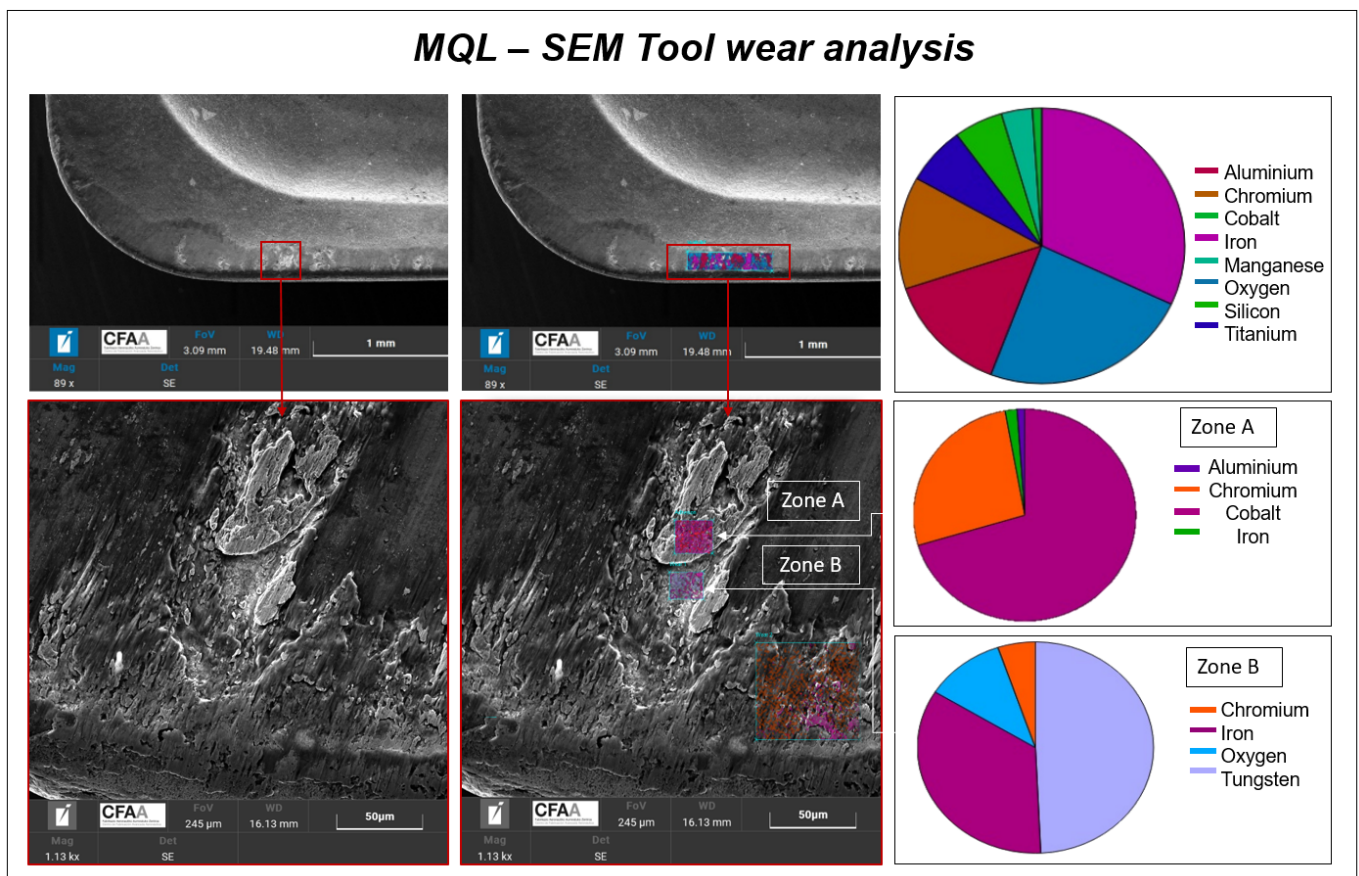 MQL – SEM Tool wear analysis
CFAA
FoV
3.09 mm
WD
19.48 mm
1 mm
Mag
89 x
Det
SE
CFAA
FoV
3.09 mm
WD
19.48 mm
1 mm
Mag
89 x
Det
SE
Aluminium
Chromium
Cobalt
Iron
Manganese
Oxygen
Silicon
Titanium
CFAA
FoV
245 µm
WD
16.13 mm
50µm
Mag
1.13 kx
Det
SE
Zone A
Zone B
CFAA
FoV
245 µm
WD
16.13 mm
50µm
Mag
1.13 kx
Det
SE
Zone A
Aluminium
Chromium
Cobalt
Iron
Zone B
Chromium
Iron
Oxygen
Tungsten